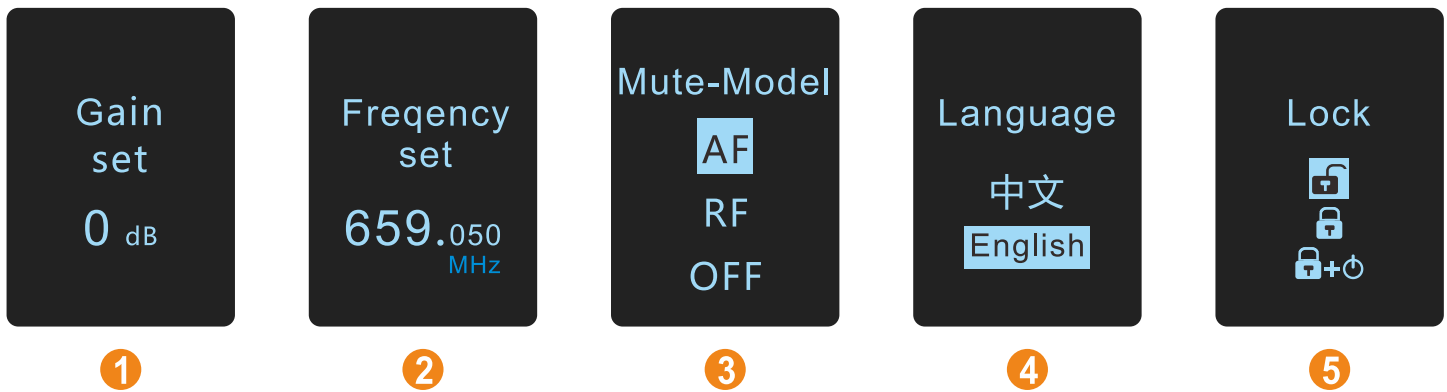 Gain
set
0 dB
Freqency
set
659.050
MHz
Mute-Model
AF
RF
OFF
Language
中文
English
Lock
+
1
2
3
4
5